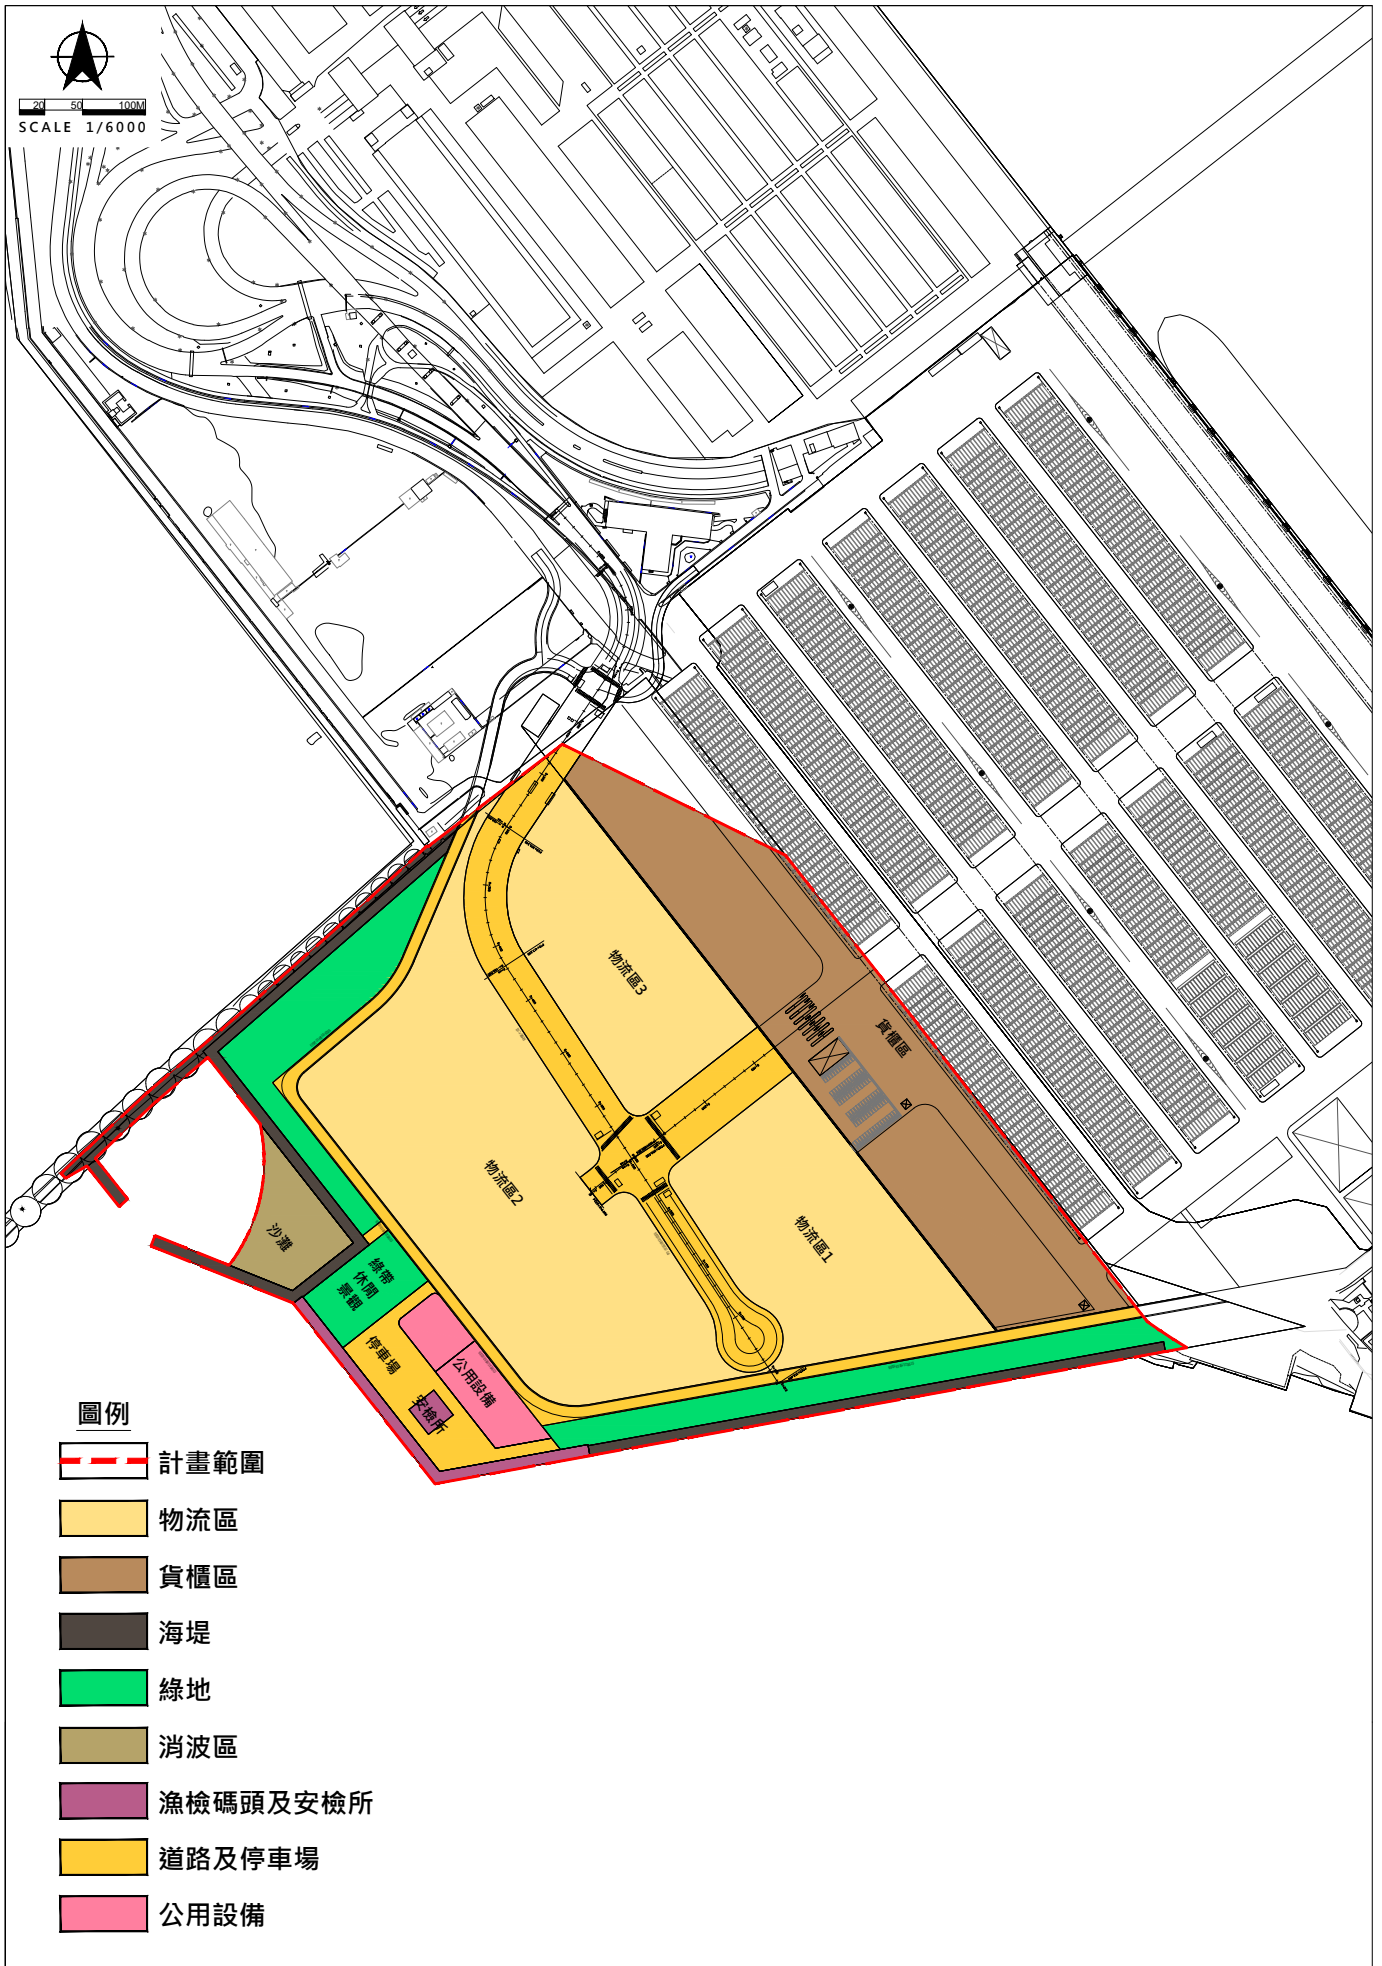 20 50 100M
SCALE 1/6000
物流區3
貨櫃區
物流區2
物流區1
沙灘
綠帶
休閒
景觀
停車場
公用設備
安檢所
圖例
計畫範圍
物流區
貨櫃區
海堤
綠地
消波區
漁檢碼頭及安檢所
道路及停車場
公用設備